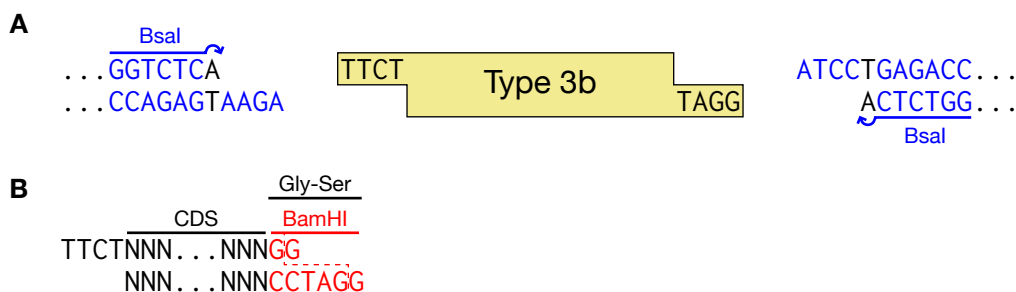 A
BsaI
...GGTCTCA
...CCAGAGTAAGA
TTCT
Type 3b
TAGG
ATCCTGAGACC...
ACTCTGG...
BsaI
B
Gly-Ser
CDS
BamHI
TTCTNNN...NNNGG
NNN...NNNCCTAGG